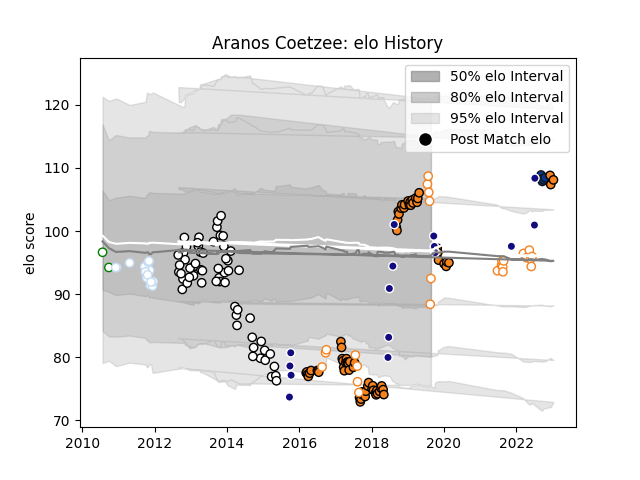 Aranos Coetzee: elo History
50% elo Interval
80% elo Interval
95% elo Interval
Post Match elo
elo score
120
110
100
90
80
70
2010 2012 2014 2016 2018 2020 2022